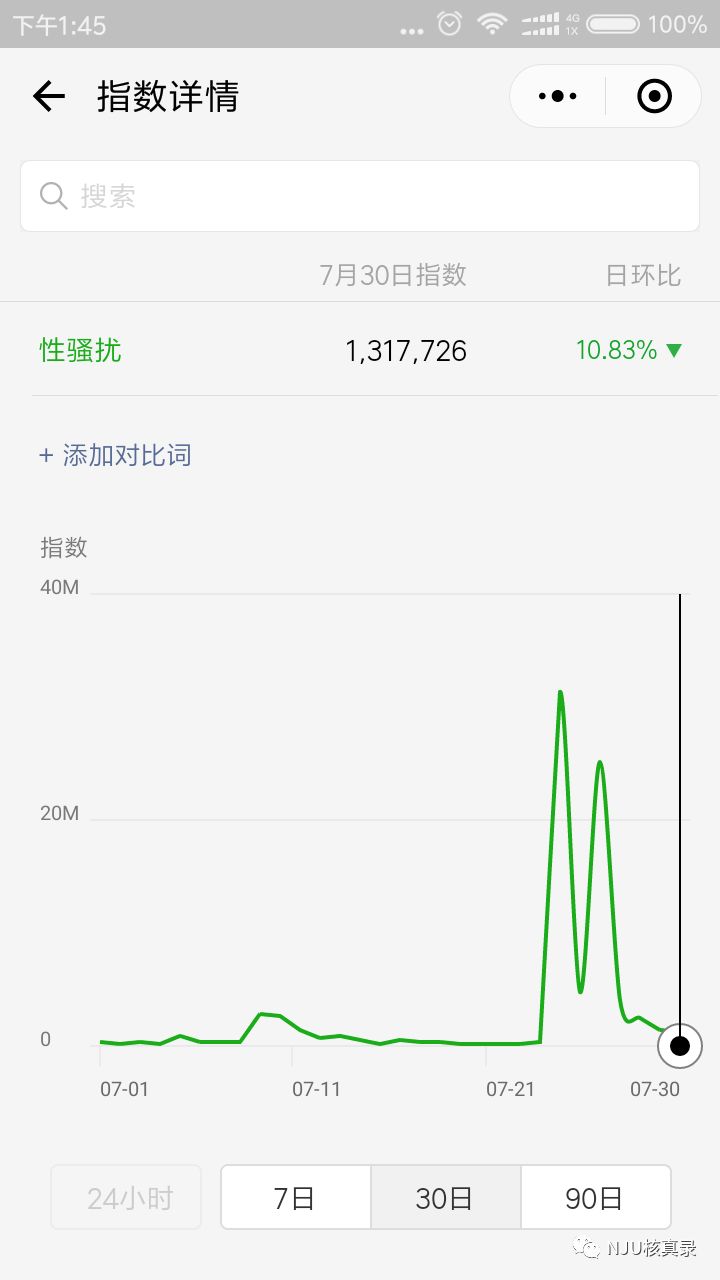 下午1:45 ... 4G 1X 100%
指数详情
搜索
7月30日指数 日环比
性骚扰 1,317,726 10.83%▼
+ 添加对比词
指数
40M
20M
0
07-01 07-11 07-21 07-30
24小时 7日 30日 90日
NJU核真录